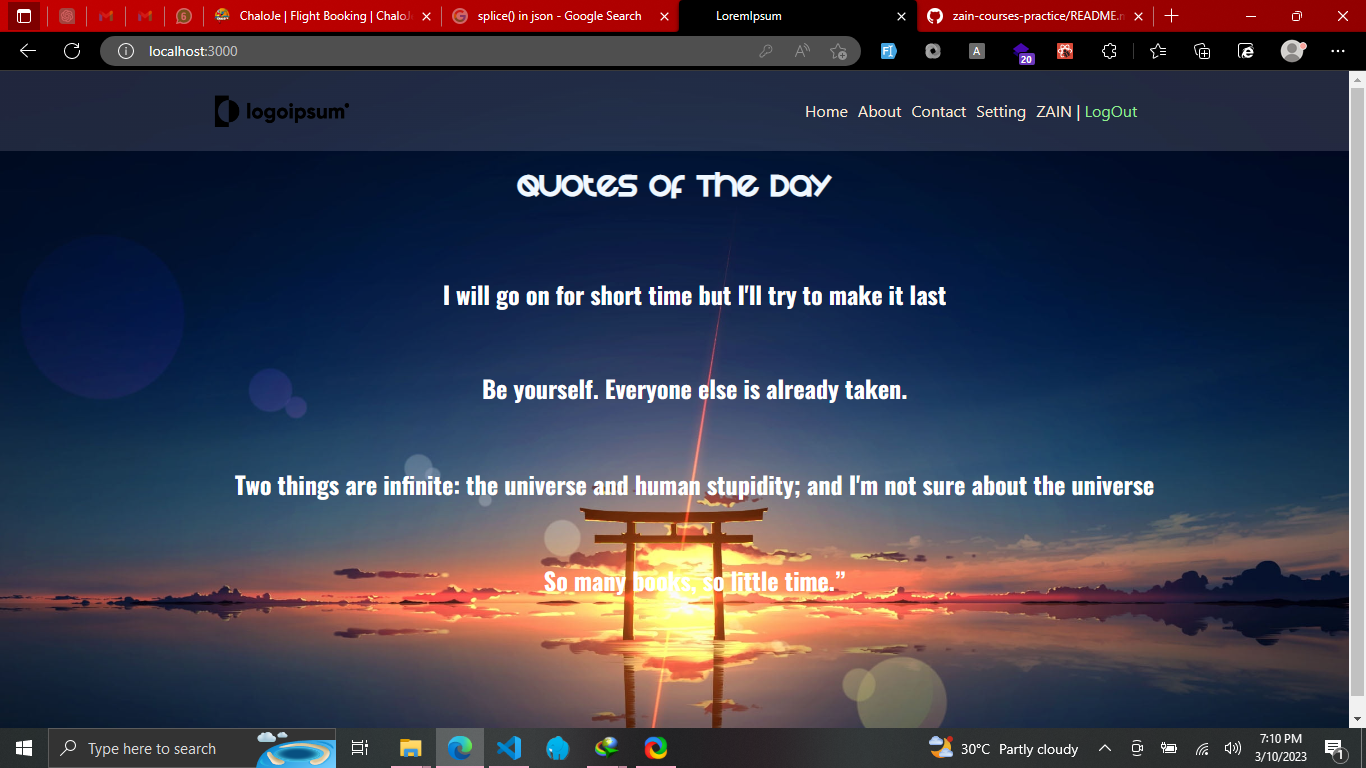 ChaloJe | Flight Booking | ChaloJe
splice() in json - Google Search
LoremIpsum
zain-courses-practice/README.m
6
localhost:3000
A
20
logoipsum
Home About Contact Setting ZAIN | LogOut
Quotes of The Day
I will go on for short time but I'll try to make it last
Be yourself. Everyone else is already taken.
Two things are infinite: the universe and human stupidity; and I'm not sure about the universe
So many books, so little time.”
Type here to search
30°C Partly cloudy
7:10 PM
3/10/2023
1